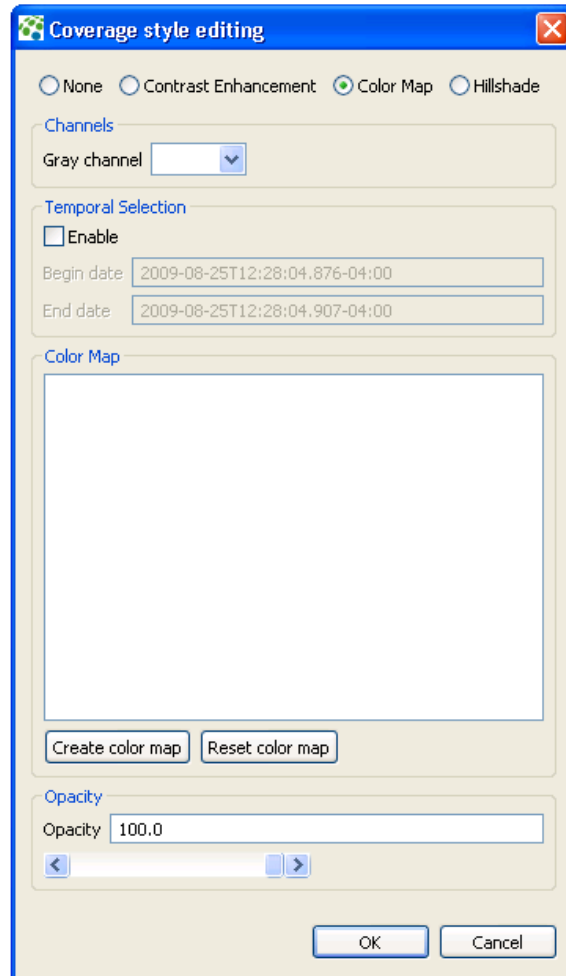 Coverage style editing
None Contrast Enhancement Color Map Hillshade
Channels
Gray channel
Temporal Selection
Enable
Begin date 2009-08-25T12:28:04.876-04:00
End date 2009-08-25T12:28:04.907-04:00
Color Map
Create color map Reset color map
Opacity
Opacity 100.0
OK Cancel